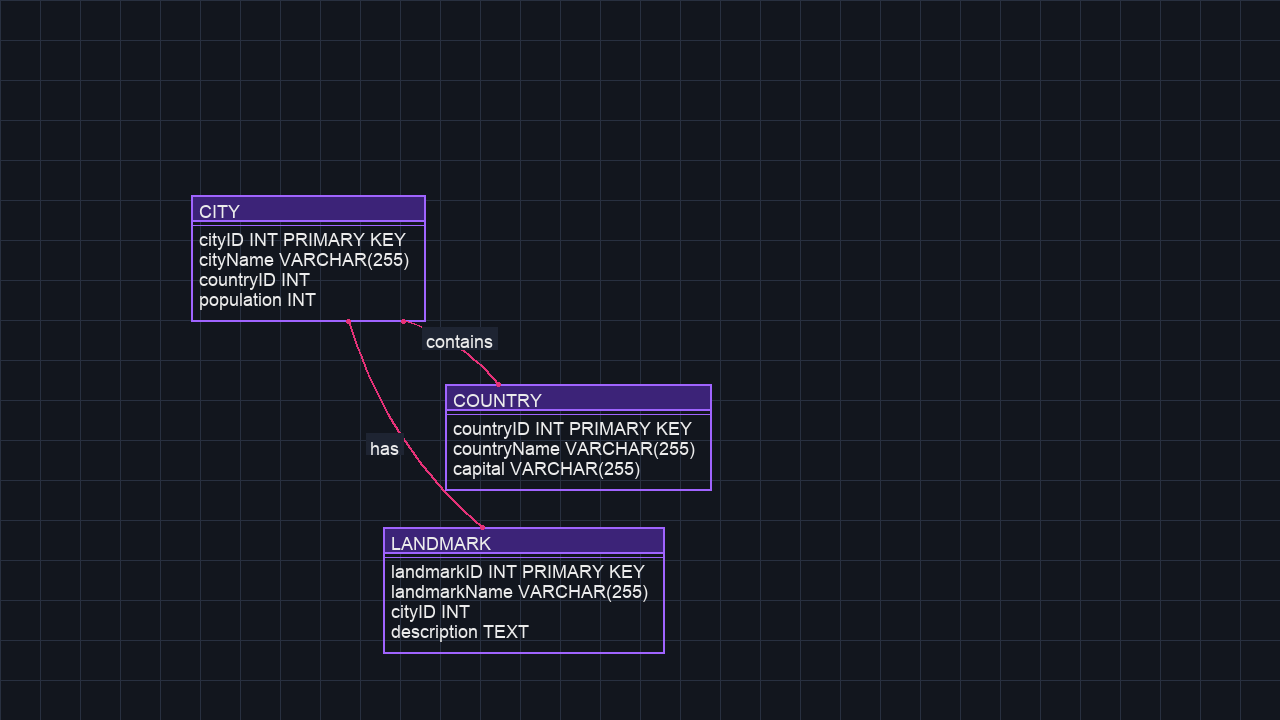 CITY
cityID INT PRIMARY KEY
cityName VARCHAR(255)
countryID INT
population INT
contains
COUNTRY
countryID INT PRIMARY KEY
countryName VARCHAR(255)
capital VARCHAR(255)
has
LANDMARK
landmarkID INT PRIMARY KEY
landmarkName VARCHAR(255)
cityID INT
description TEXT